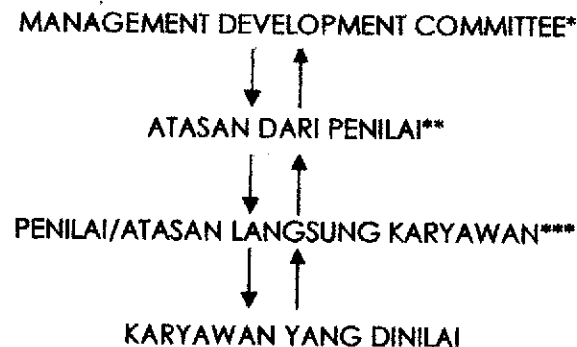 MANAGEMENT DEVELOPMENT COMMITTEE*
ATASAN DARI PENILAI**
PENILAI/ATASAN LANGSUNG KARYAWAN***
KARYAWAN YANG DINILAI